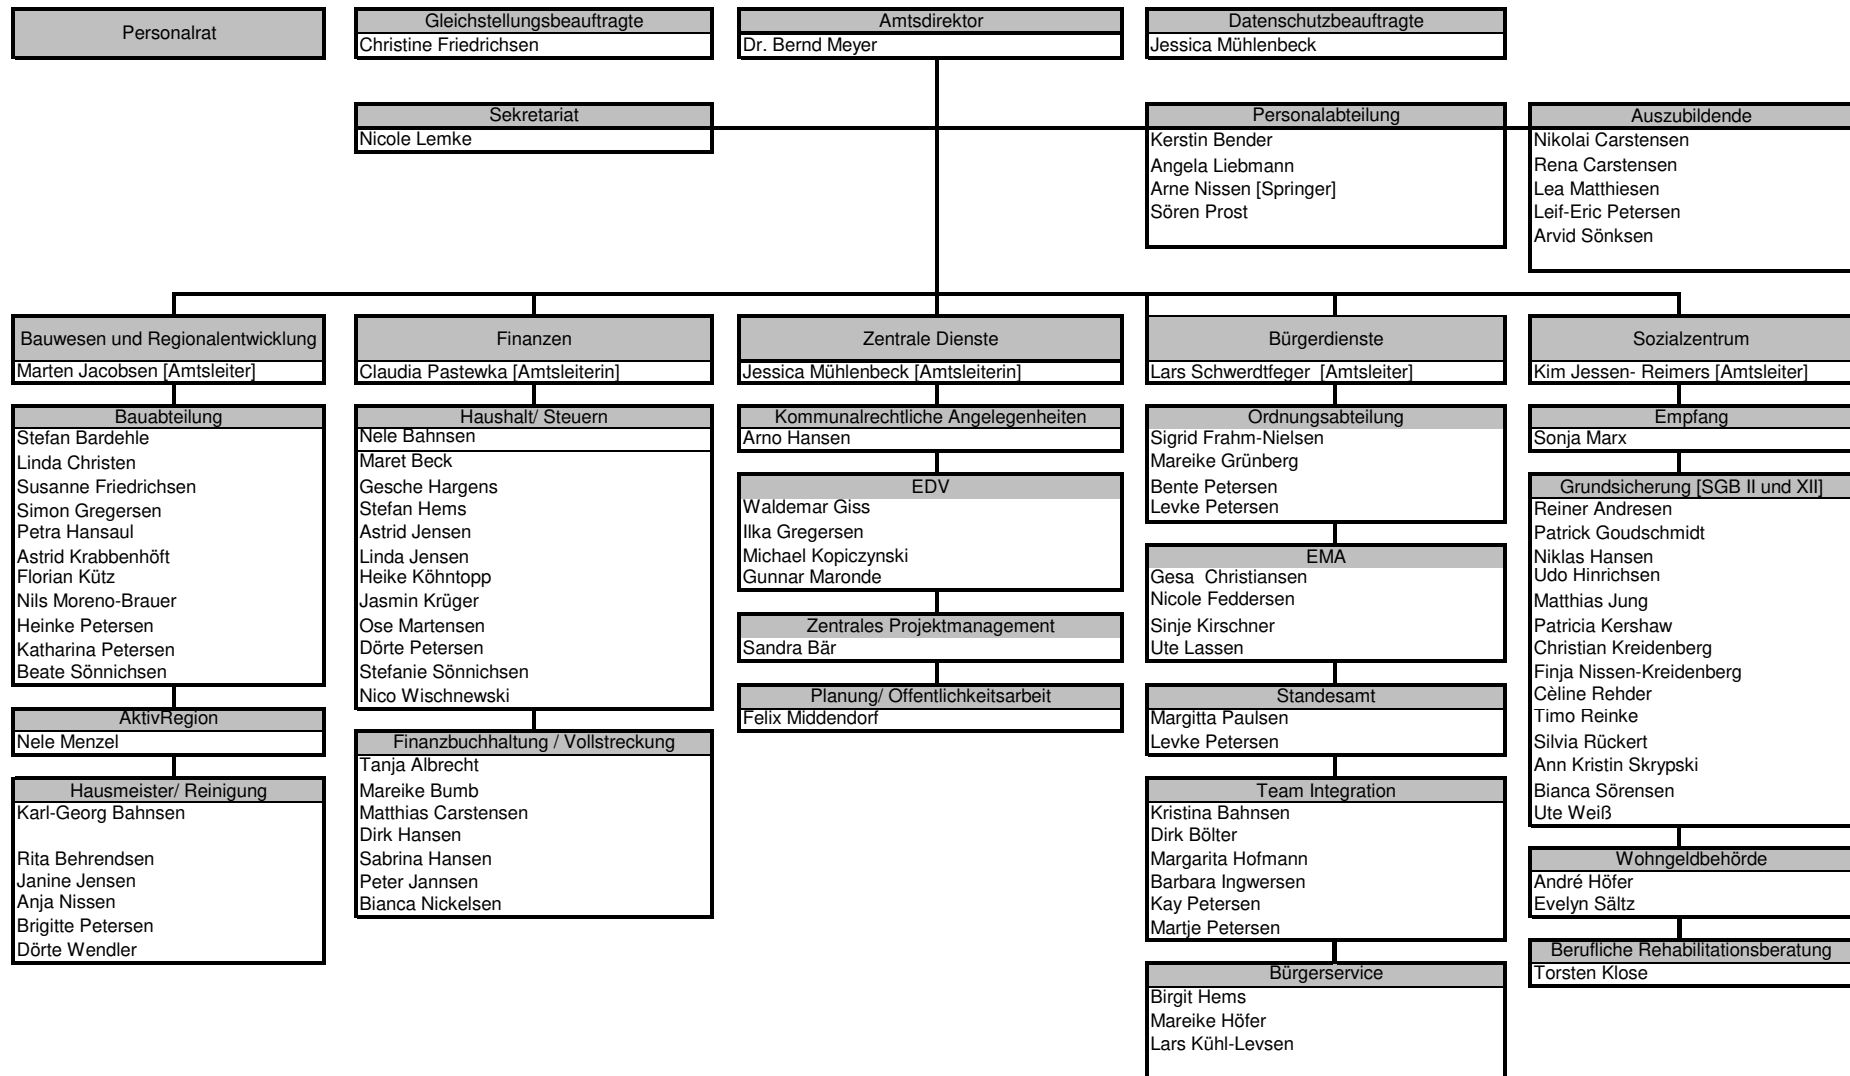 Personalrat
Gleichstellungsbeauftragte
Christine Friedrichsen
Amtsdirektor
Dr. Bernd Meyer
Datenschutzbeauftragte
Jessica Mühlenbeck
Sekretariat
Nicole Lemke
Personalabteilung
Kerstin Bender
Angela Liebmann
Arne Nissen [Springer]
Sören Prost
Auszubildende
Nikolai Carstensen
Rena Carstensen
Lea Matthiesen
Leif-Eric Petersen
Arvid Sönksen
Bauwesen und Regionalentwicklung
Marten Jacobsen [Amtsleiter]
Bauabteilung
Stefan Bardehle
Linda Christen
Susanne Friedrichsen
Simon Gregersen
Petra Hansaul
Astrid Krabbenhöft
Florian Kütz
Nils Moreno-Brauer
Heinke Petersen
Katharina Petersen
Beate Sönnichsen
AktivRegion
Nele Menzel
Hausmeister/ Reinigung
Karl-Georg Bahnsen
Rita Behrendsen
Janine Jensen
Anja Nissen
Brigitte Petersen
Dörte Wendler
Finanzen
Claudia Pastewka [Amtsleiterin]
Haushalt/ Steuern
Nele Bahnsen
Maret Beck
Gesche Hargens
Stefan Hems
Astrid Jensen
Linda Jensen
Heike Köhntopp
Jasmin Krüger
Ose Martensen
Dörte Petersen
Stefanie Sönnichsen
Nico Wischnewski
Finanzbuchhaltung / Vollstreckung
Tanja Albrecht
Mareike Bumb
Matthias Carstensen
Dirk Hansen
Sabrina Hansen
Peter Jannsen
Bianca Nickelsen
Zentrale Dienste
Jessica Mühlenbeck [Amtsleiterin]
Kommunalrechtliche Angelegenheiten
Arno Hansen
EDV
Waldemar Giss
Ilka Gregersen
Michael Kopiczynski
Gunnar Maronde
Zentrales Projektmanagement
Sandra Bär
Planung/ Offentlichkeitsarbeit
Felix Middendorf
Bürgerdienste
Lars Schwerdtfeger [Amtsleiter]
Ordnungsabteilung
Sigrid Frahm-Nielsen
Mareike Grünberg
Bente Petersen
Levke Petersen
EMA
Gesa Christiansen
Nicole Feddersen
Sinje Kirschner
Ute Lassen
Standesamt
Margitta Paulsen
Levke Petersen
Team Integration
Kristina Bahnsen
Dirk Bölter
Margarita Hofmann
Barbara Ingwersen
Kay Petersen
Martje Petersen
Bürgerservice
Birgit Hems
Mareike Höfer
Lars Kühl-Levsen
Sozialzentrum
Kim Jessen- Reimers [Amtsleiter]
Empfang
Sonja Marx
Grundsicherung [SGB II und XII]
Reiner Andresen
Patrick Goudschmidt
Niklas Hansen
Udo Hinrichsen
Matthias Jung
Patricia Kershaw
Christian Kreidenberg
Finja Nissen-Kreidenberg
Cèline Rehder
Timo Reinke
Silvia Rückert
Ann Kristin Skrypski
Bianca Sörensen
Ute Weiß
Wohngeldbehörde
André Höfer
Evelyn Sältz
Berufliche Rehabilitationsberatung
Torsten Klose